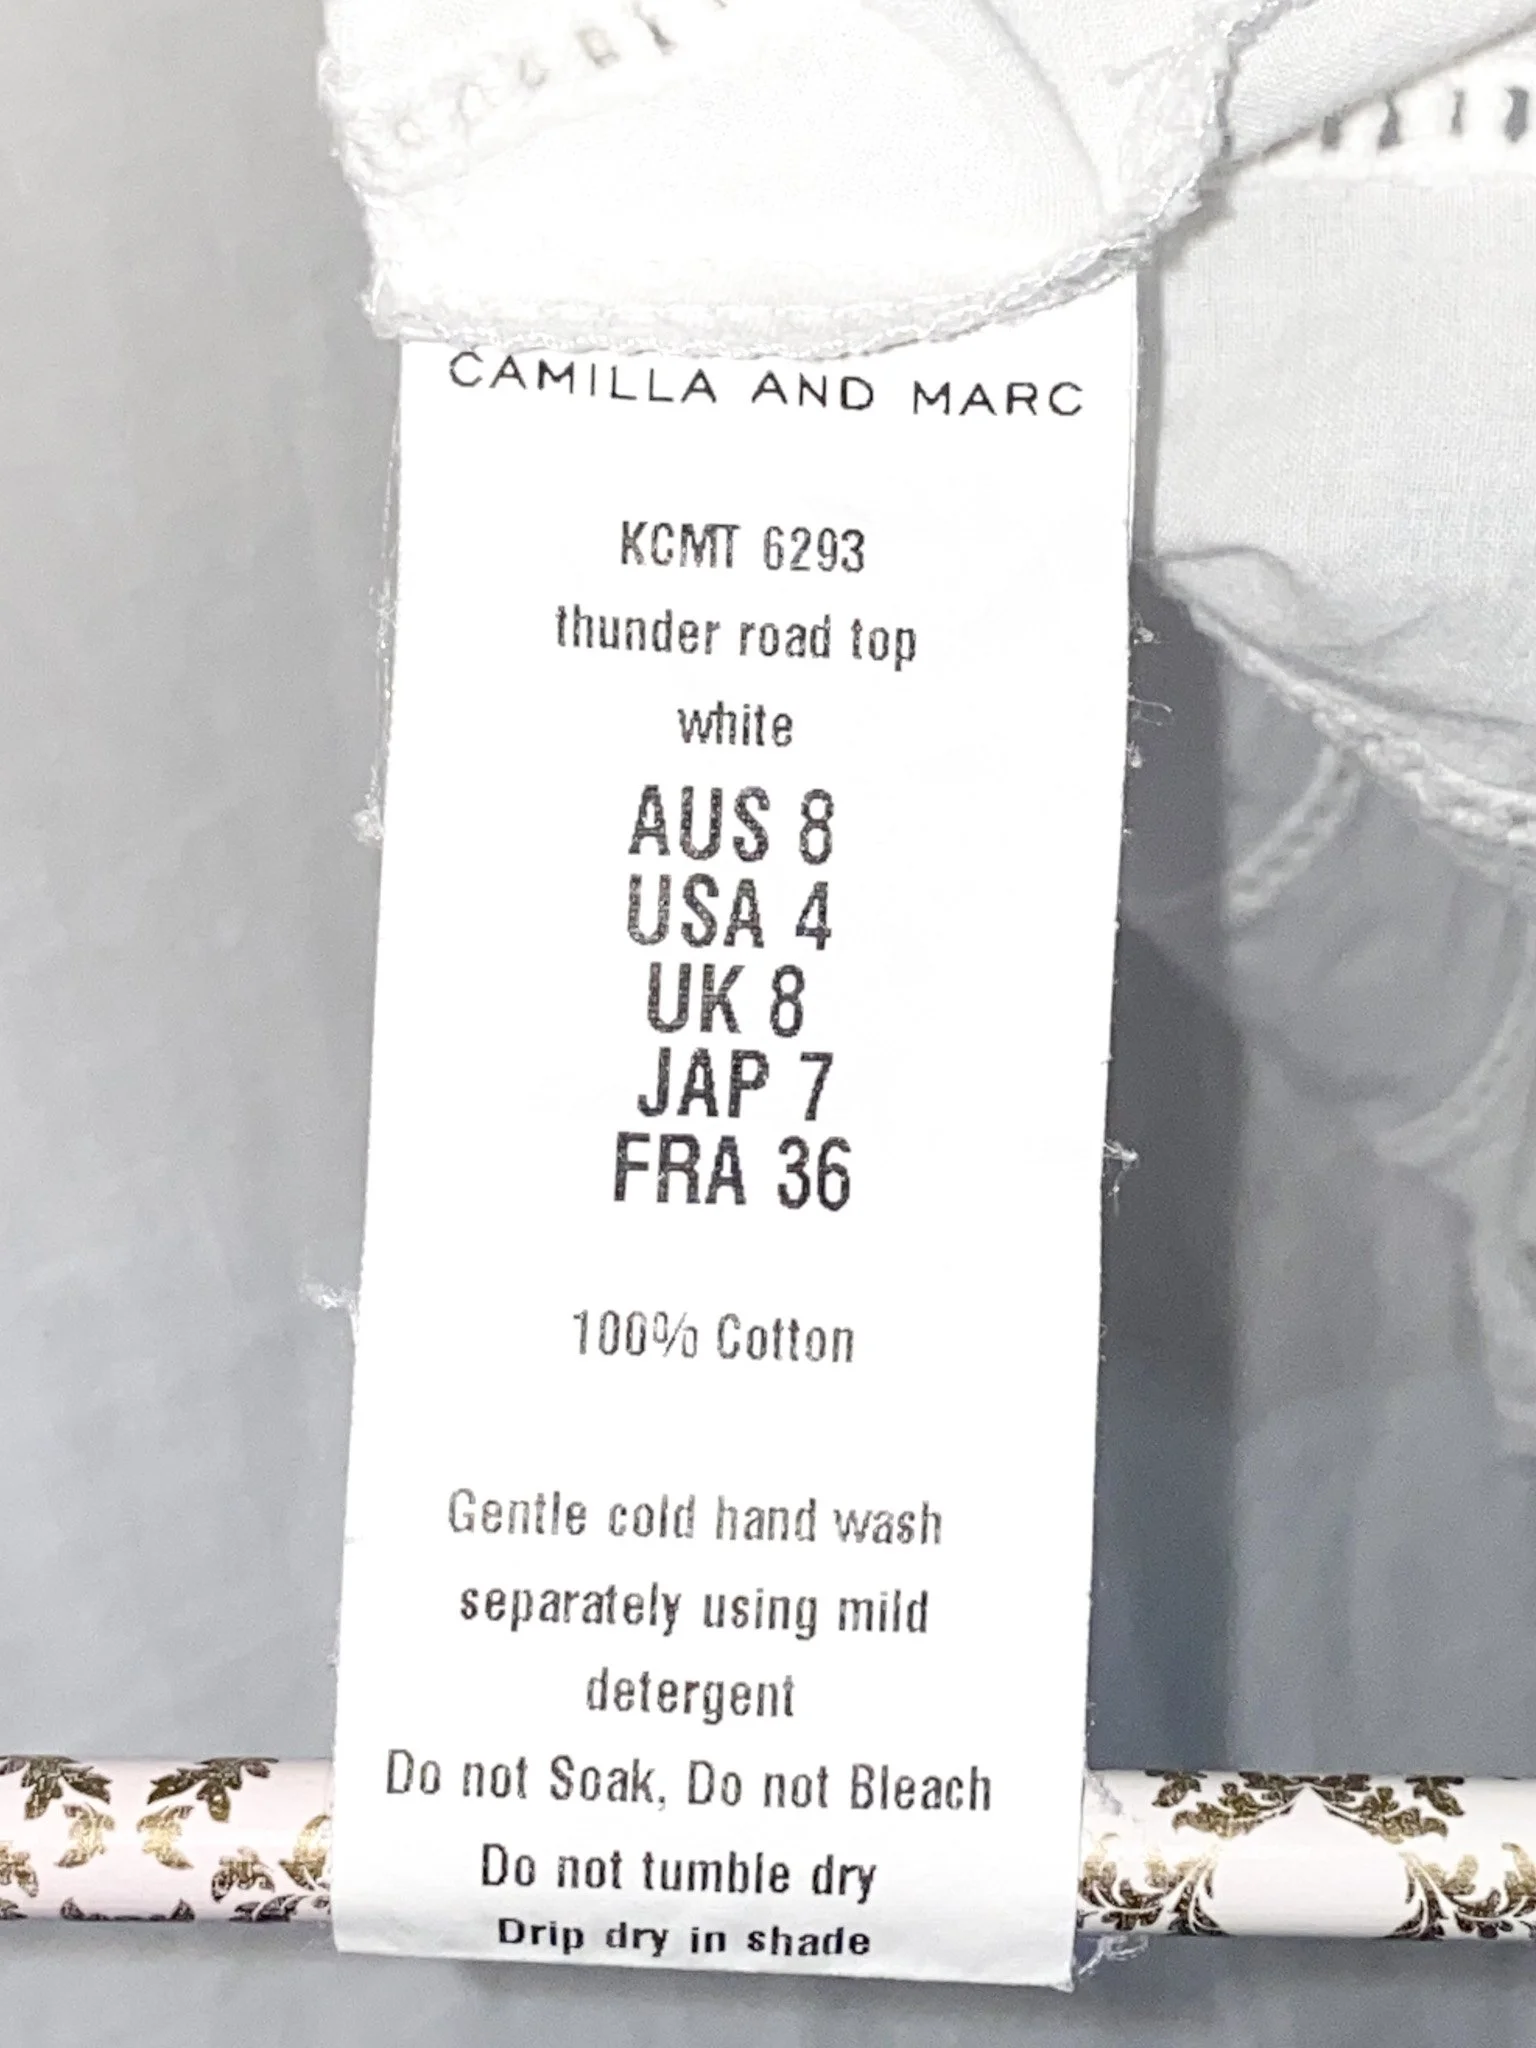 CAMILLA AND MARC
KCMT 6293
thunder road top
white
AUS 8
USA 4
UK 8
JAP 7
FRA 36
100% Cotton
Gentle cold hand wash
separately using mild
detergent
Do not Soak, Do not Bleach
Do not tumble dry
Drip dry in shade